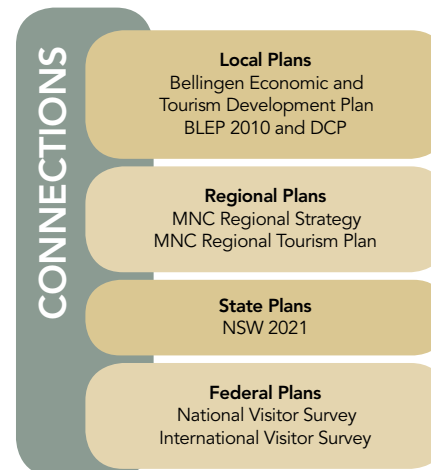 CONNECTIONS
Local Plans
Bellingen Economic and
Tourism Development Plan
BLEP 2010 and DCP
Regional Plans
MNC Regional Strategy
MNC Regional Tourism Plan
State Plans
NSW 2021
Federal Plans
National Visitor Survey
International Visitor Survey